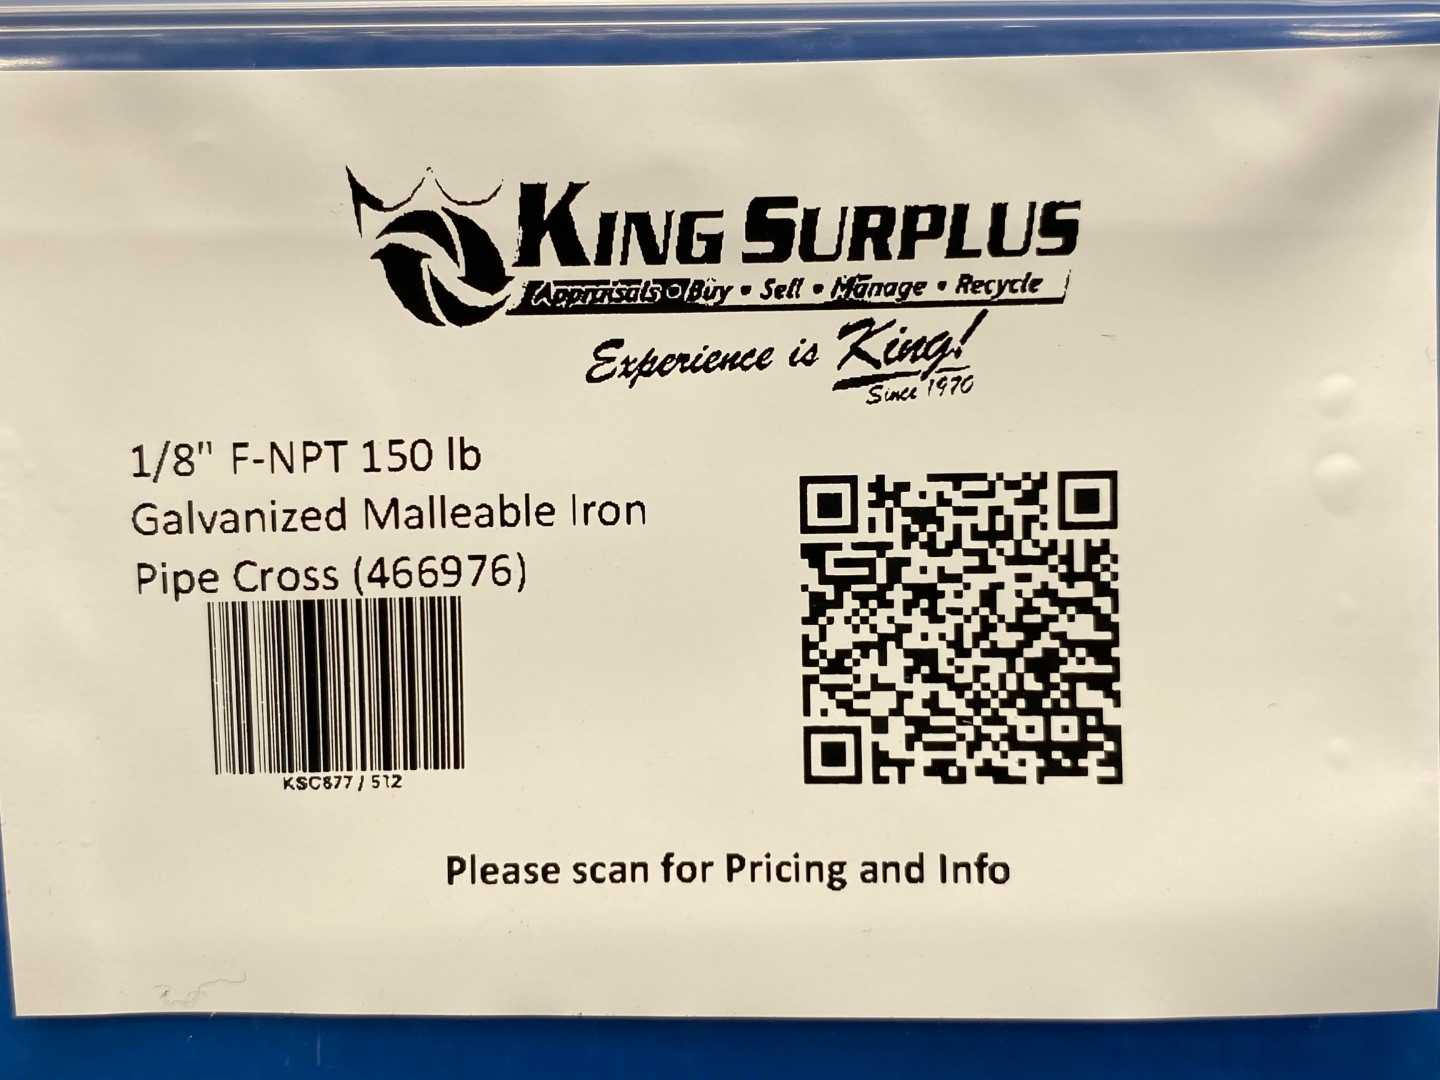 KING SURPLUS
Appraisals • Buy • Sell • Manage • Recycle
Experience is King!
Since 1970
1/8" F-NPT 150 lb
Galvanized Malleable Iron
Pipe Cross (466976)
KSC877 / 512
Please scan for Pricing and Info